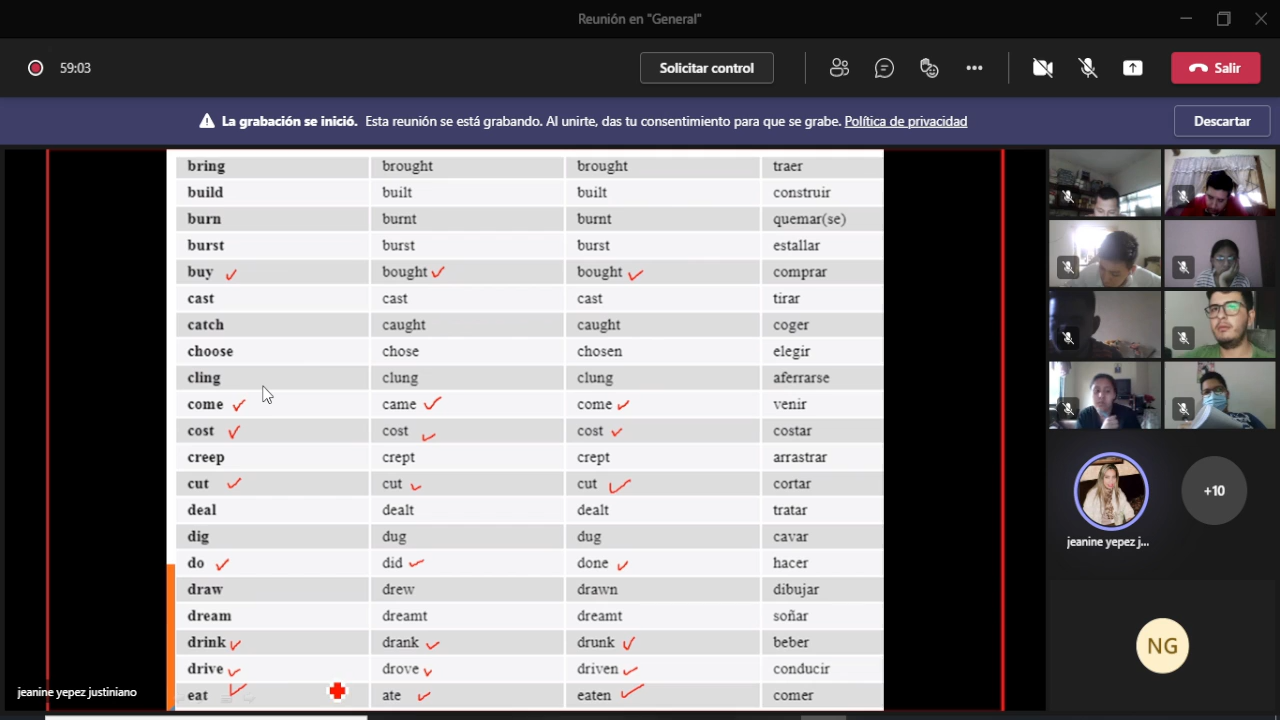 Reunión en "General"
59:03
Solicitar control
Salir
La grabación se inició. Esta reunión se está grabando. Al unirte, das tu consentimiento para que se grabe. Política de privacidad
Descartar
bring brought brought traer
build built built construir
burn burnt burnt quemar(se)
burst burst burst estallar
buy bought bought comprar
cast cast cast tirar
catch caught caught coger
choose chose chosen elegir
cling clung clung aferrarse
come came come venir
cost cost cost costar
creep crept crept arrastrar
cut cut cut cortar
deal dealt dealt tratar
dig dug dug cavar
do did done hacer
draw drew drawn dibujar
dream dreamt dreamt soñar
drink drank drunk beber
drive drove driven conducir
eat ate eaten comer
jeanine yepez justiniano
+10
jeanine yepez j...
NG